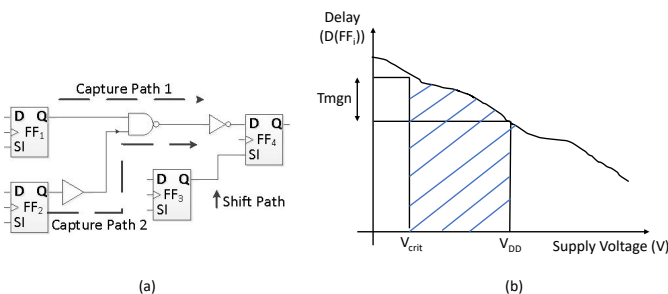 Capture Path 1
D Q
FF1
SI
D Q
FF2
SI
Capture Path 2
D Q
FF3
SI
Shift Path
D Q
FF4
SI
(a)
Delay
(D(FFi))
Tmgn
Vcrit
VDD
Supply Voltage (V)
(b)